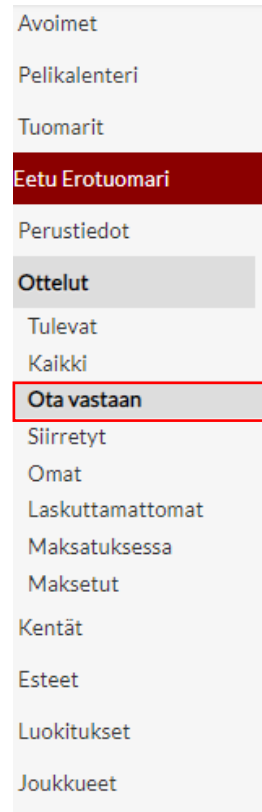 Avoimet
Pelikalenteri
Tuomarit
Eetu Erotuomari
Perustiedot
Ottelut
Tulevat
Kaikki
Ota vastaan
Siirretyt
Omat
Laskuttamattomat
Maksatuksessa
Maksetut
Kentät
Esteet
Luokitukset
Joukkueet